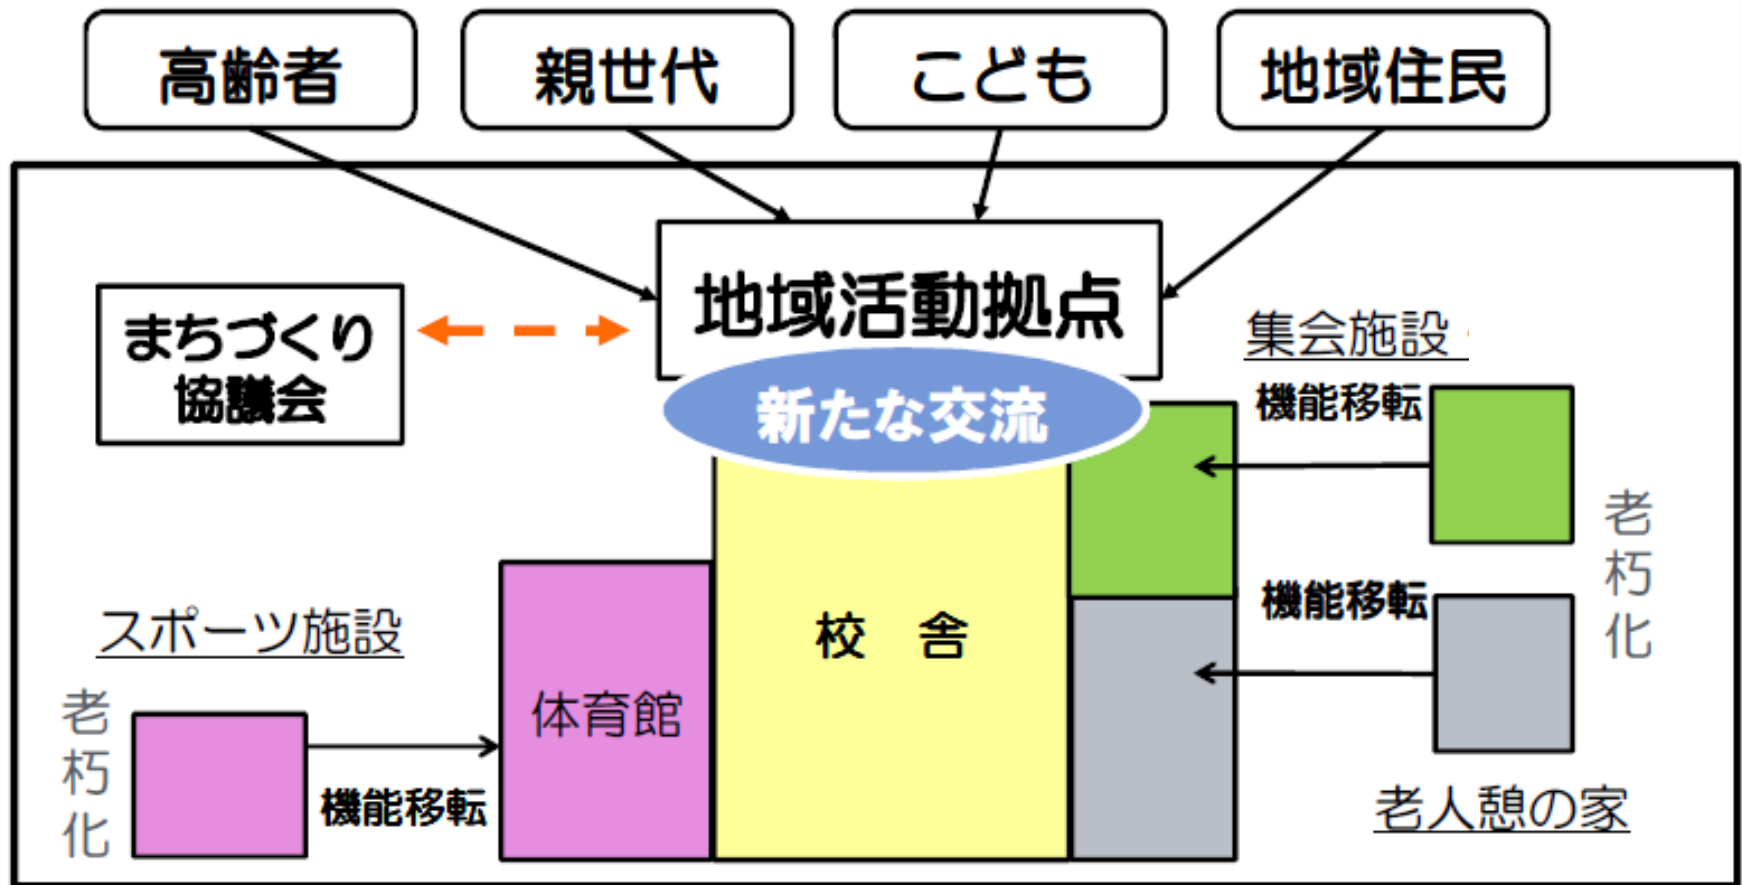 高齢者
親世代
こども
地域住民
地域活動拠点
まちづくり
協議会
新たな交流
集会施設・
機能移転
老朽化
機能移転
校　舎
スポーツ施設
体育館
老朽化
機能移転
老人憩の家